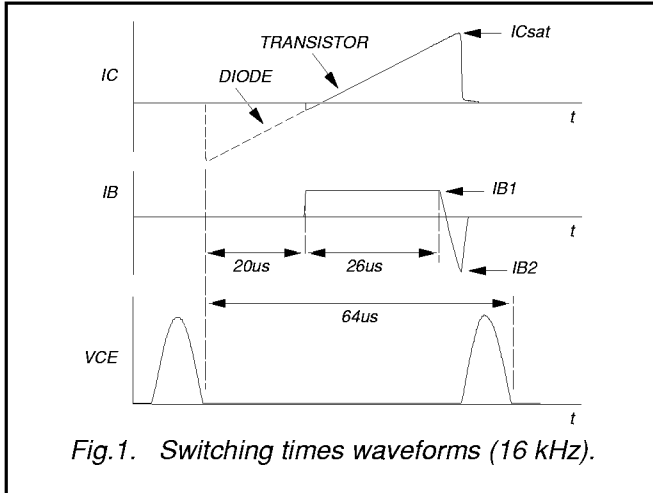 ICsat
TRANSISTOR
IC
DIODE
t
IB
IB1
t
20us
26us
IB2
64us
VCE
t
Fig.1. Switching times waveforms (16 kHz).